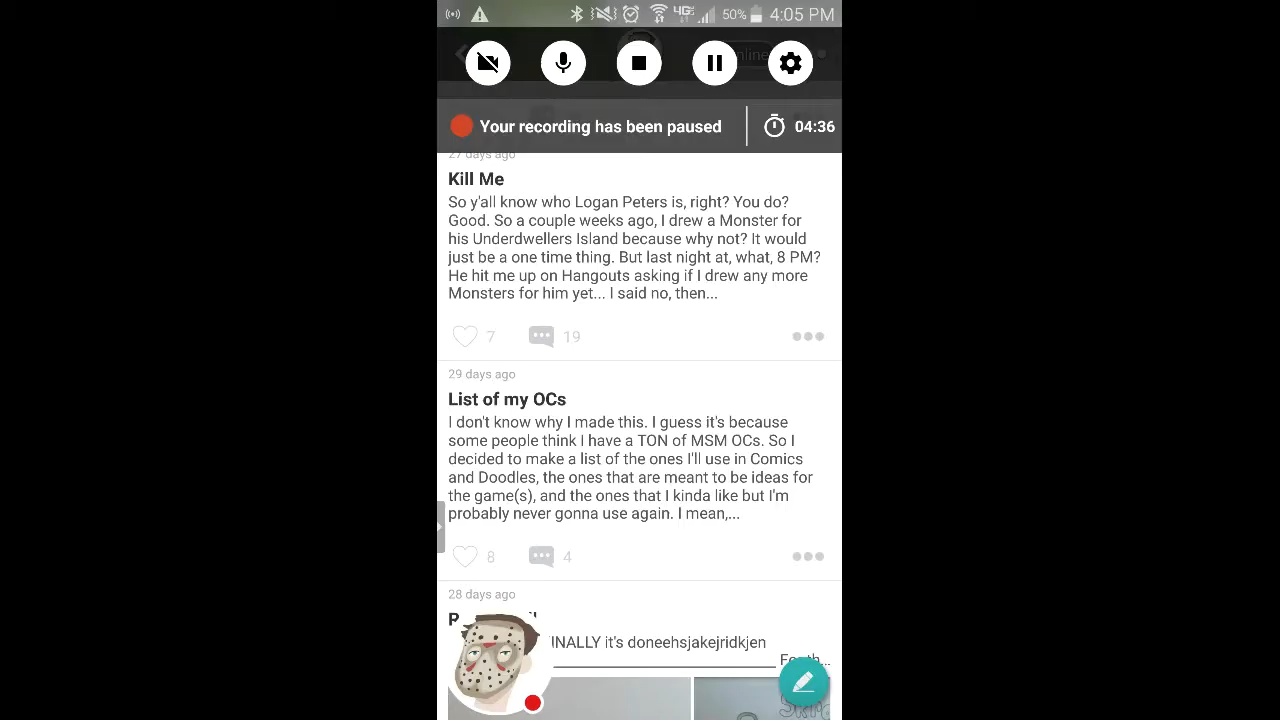 4G 50% 4:05 PM
Your recording has been paused 04:36
27 days ago
Kill Me
So y'all know who Logan Peters is, right? You do?
Good. So a couple weeks ago, I drew a Monster for
his Underdwellers Island because why not? It would
just be a one time thing. But last night at, what, 8 PM?
He hit me up on Hangouts asking if I drew any more
Monsters for him yet... I said no, then...
7 19
29 days ago
List of my OCs
I don't know why I made this. I guess it's because
some people think I have a TON of MSM OCs. So I
decided to make a list of the ones I'll use in Comics
and Doodles, the ones that are meant to be ideas for
the game(s), and the ones that I kinda like but I'm
probably never gonna use again. I mean,...
8 4
28 days ago
INALLY it's doneehsjakejridkjen